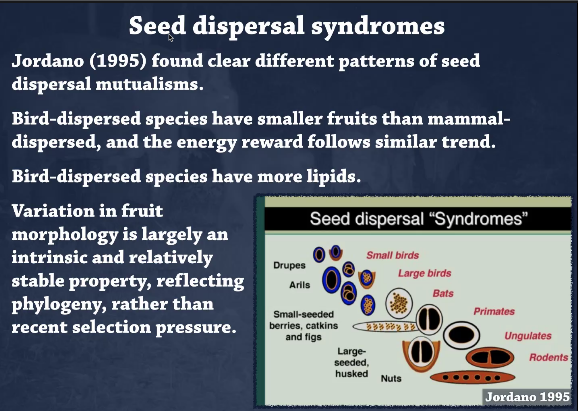 Seed dispersal syndromes
Jordano (1995) found clear different patterns of seed
dispersal mutualisms.
Bird-dispersed species have smaller fruits than mammal-
dispersed, and the energy reward follows similar trend.
Bird-dispersed species have more lipids.
Variation in fruit
morphology is largely an
intrinsic and relatively
stable property, reflecting
phylogeny, rather than
recent selection pressure.
Seed dispersal "Syndromes"
Small birds
Drupes
Large birds
Arils
Bats
Small-seeded
berries, catkins
and figs
Primates
Ungulates
Large-
seeded,
husked
Rodents
Nuts
Jordano 1995